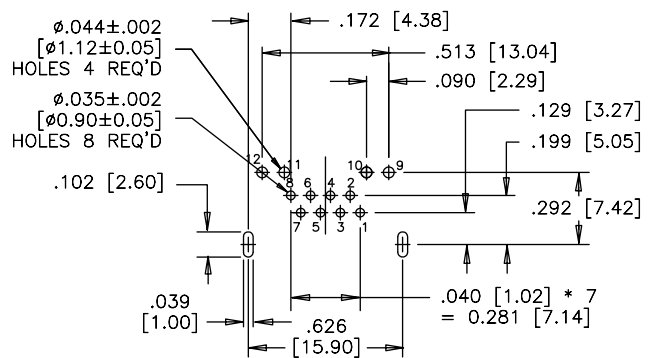 ø.044±.002
[ø1.12±0.05]
HOLES 4 REQ'D
ø.035±.002
[ø0.90±0.05]
HOLES 8 REQ'D
.172 [4.38]
.513 [13.04]
.090 [2.29]
.129 [3.27]
.199 [5.05]
12 11 10 9
8 6 4 2
7 5 3 1
.102 [2.60]
.292 [7.42]
.039
[1.00]
.626
[15.90]
.040 [1.02] * 7
= 0.281 [7.14]